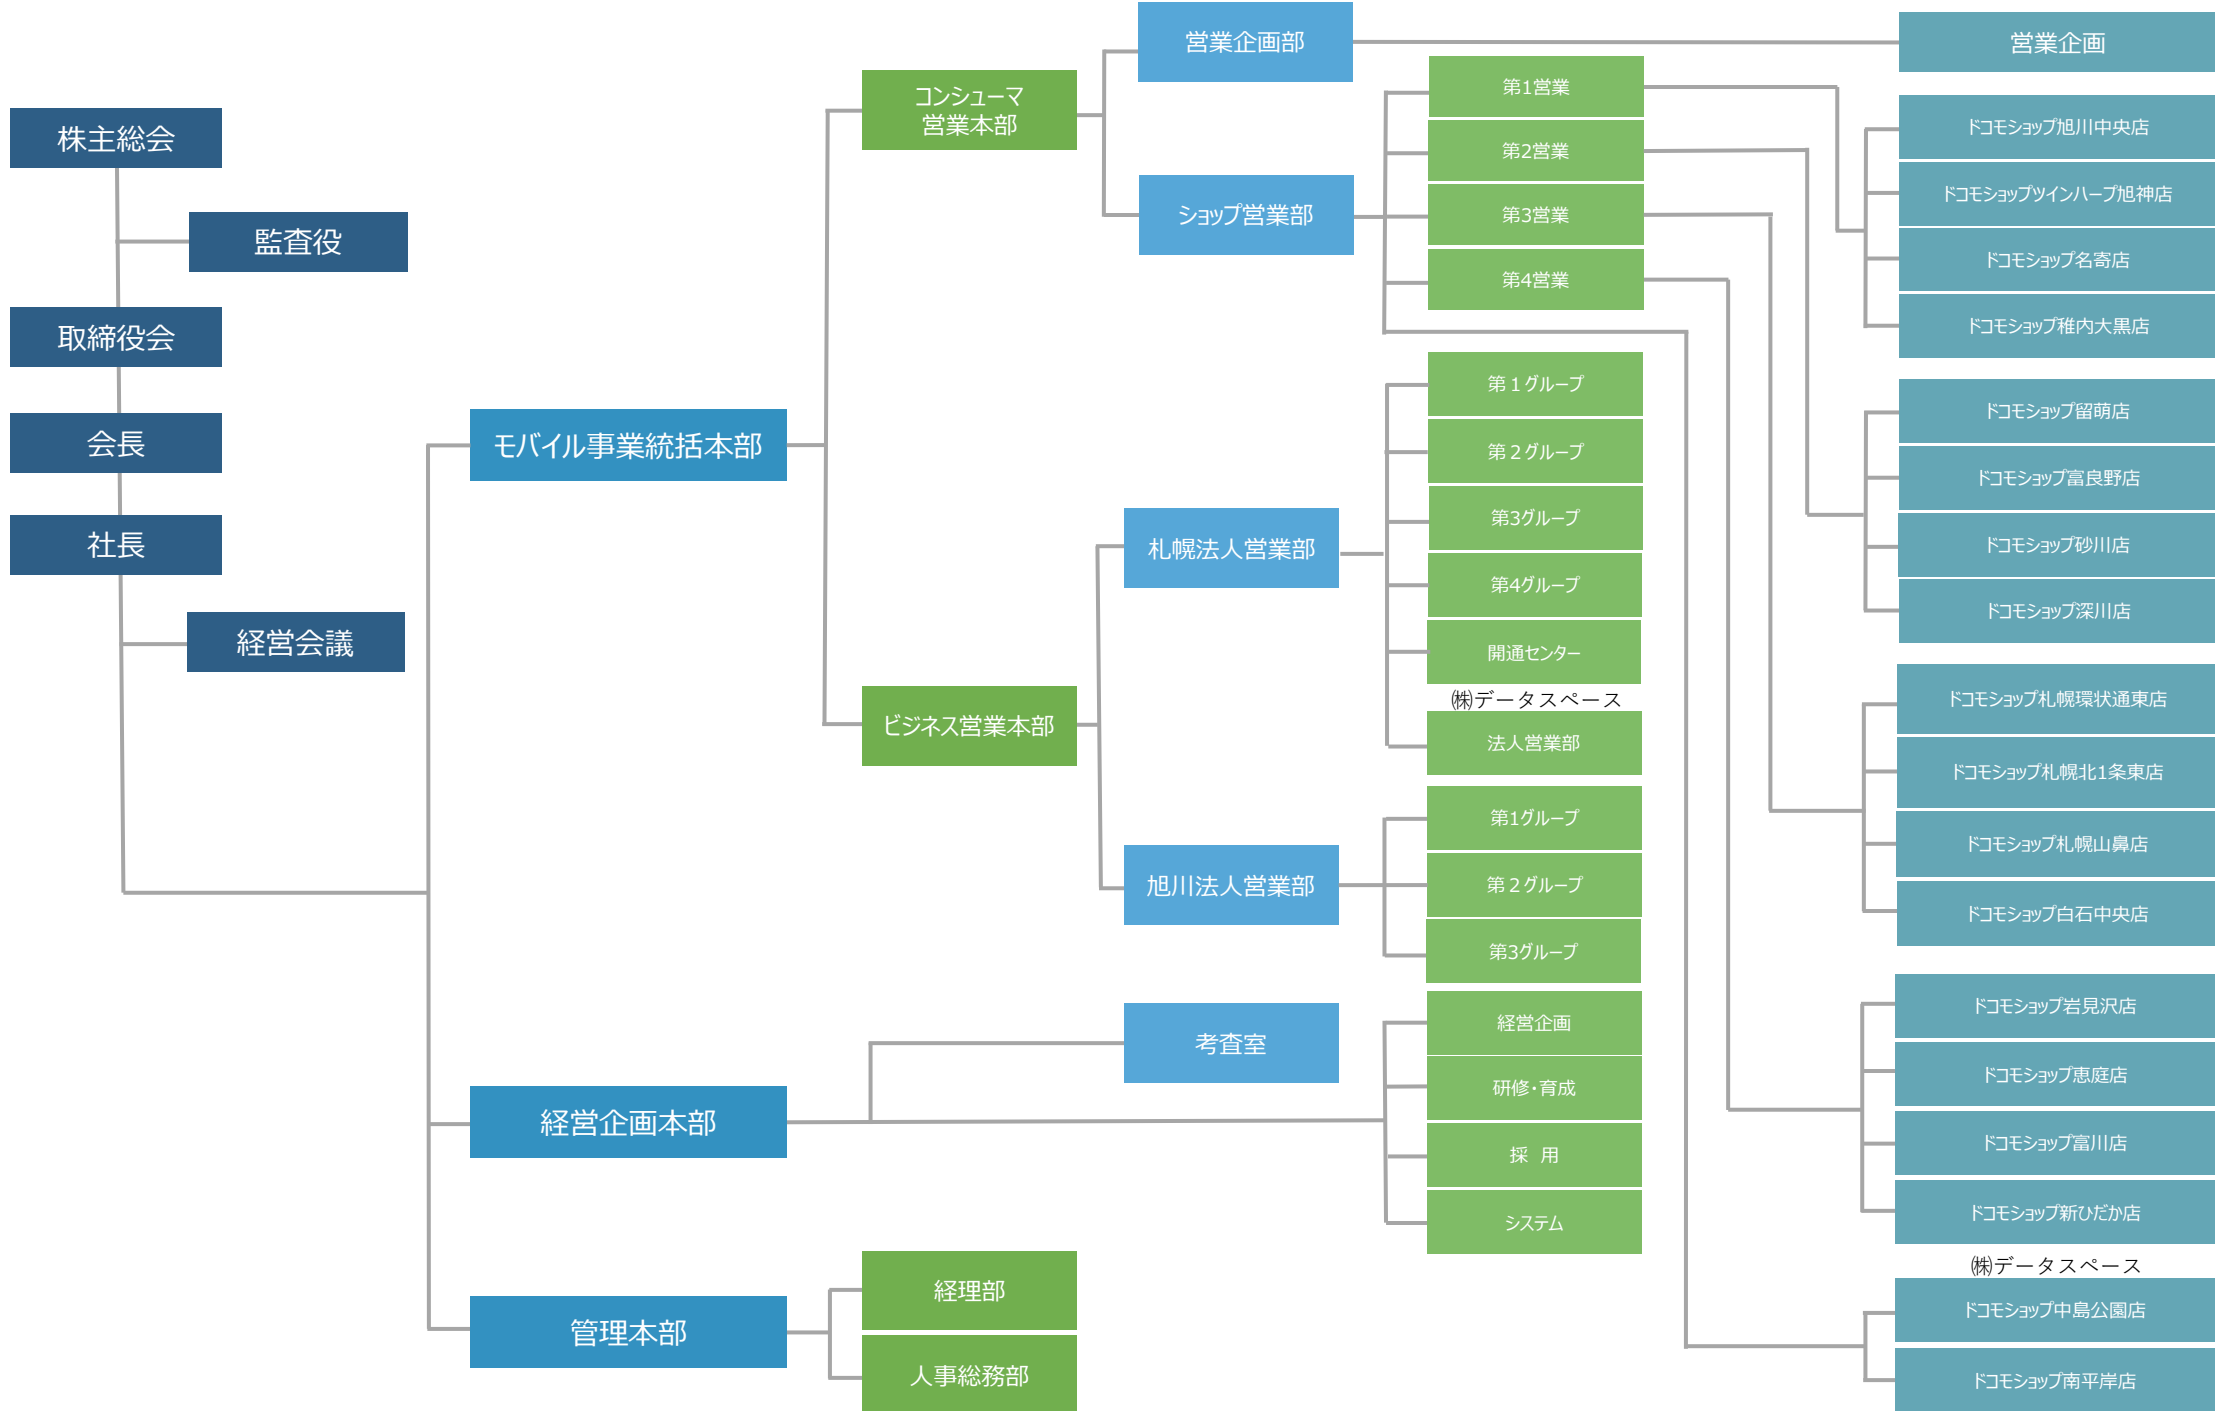 株主総会
監査役
取締役会
会長
社長
経営会議
モバイル事業統括本部
経営企画本部
管理本部
コンシューマ
営業本部
ビジネス営業本部
経理部
人事総務部
営業企画部
ショップ営業部
札幌法人営業部
旭川法人営業部
考査室
第1営業
第2営業
第3営業
第4営業
第１グループ
第２グループ
第3グループ
第4グループ
開通センター
㈱データスペース
法人営業部
第1グループ
第２グループ
第3グループ
経営企画
研修・育成
採　用
システム
営業企画
ドコモショップ旭川中央店
ドコモショップツインハープ旭神店
ドコモショップ名寄店
ドコモショップ稚内大黒店
ドコモショップ留萌店
ドコモショップ富良野店
ドコモショップ砂川店
ドコモショップ深川店
ドコモショップ札幌環状通東店
ドコモショップ札幌北1条東店
ドコモショップ札幌山鼻店
ドコモショップ白石中央店
ドコモショップ岩見沢店
ドコモショップ恵庭店
ドコモショップ富川店
ドコモショップ新ひだか店
㈱データスペース
ドコモショップ中島公園店
ドコモショップ南平岸店